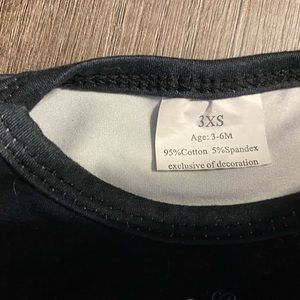 3XS
Age: 3-6M
95%Cotton 5%Spandex
exclusive of decoration